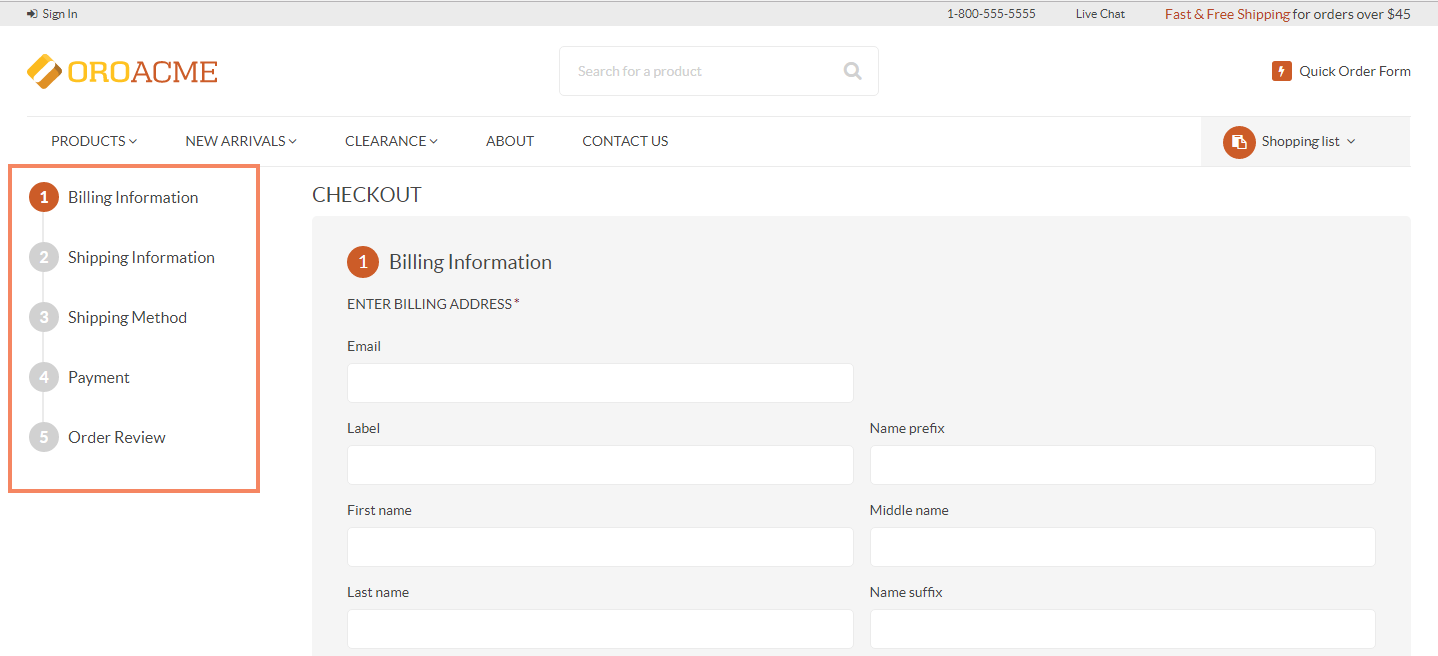 Sign In 1-800-555-5555 Live Chat Fast & Free Shipping for orders over $45
OROACME Search for a product Quick Order Form
PRODUCTS NEW ARRIVALS CLEARANCE ABOUT CONTACT US Shopping list
1 Billing Information
2 Shipping Information
3 Shipping Method
4 Payment
5 Order Review
CHECKOUT
1 Billing Information
ENTER BILLING ADDRESS*
Email
Label Name prefix
First name Middle name
Last name Name suffix